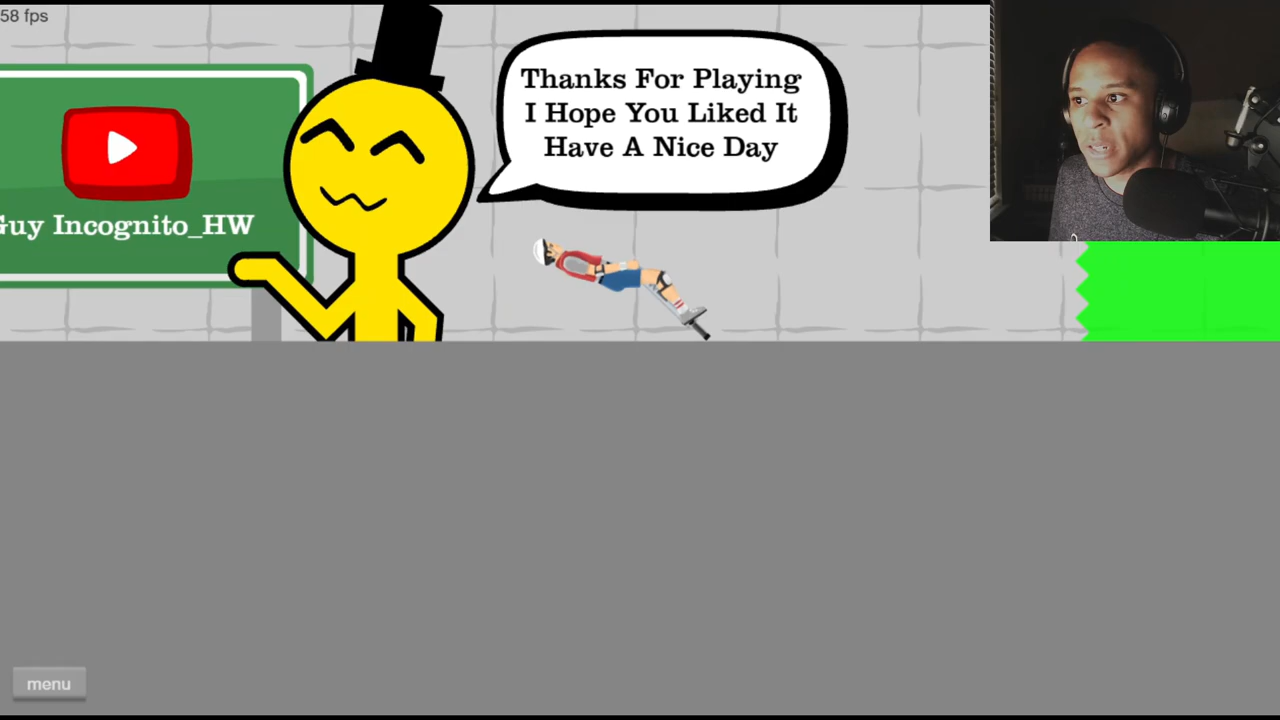 58 fps
Thanks For Playing
I Hope You Liked It
Have A Nice Day
Guy Incognito_HW
menu